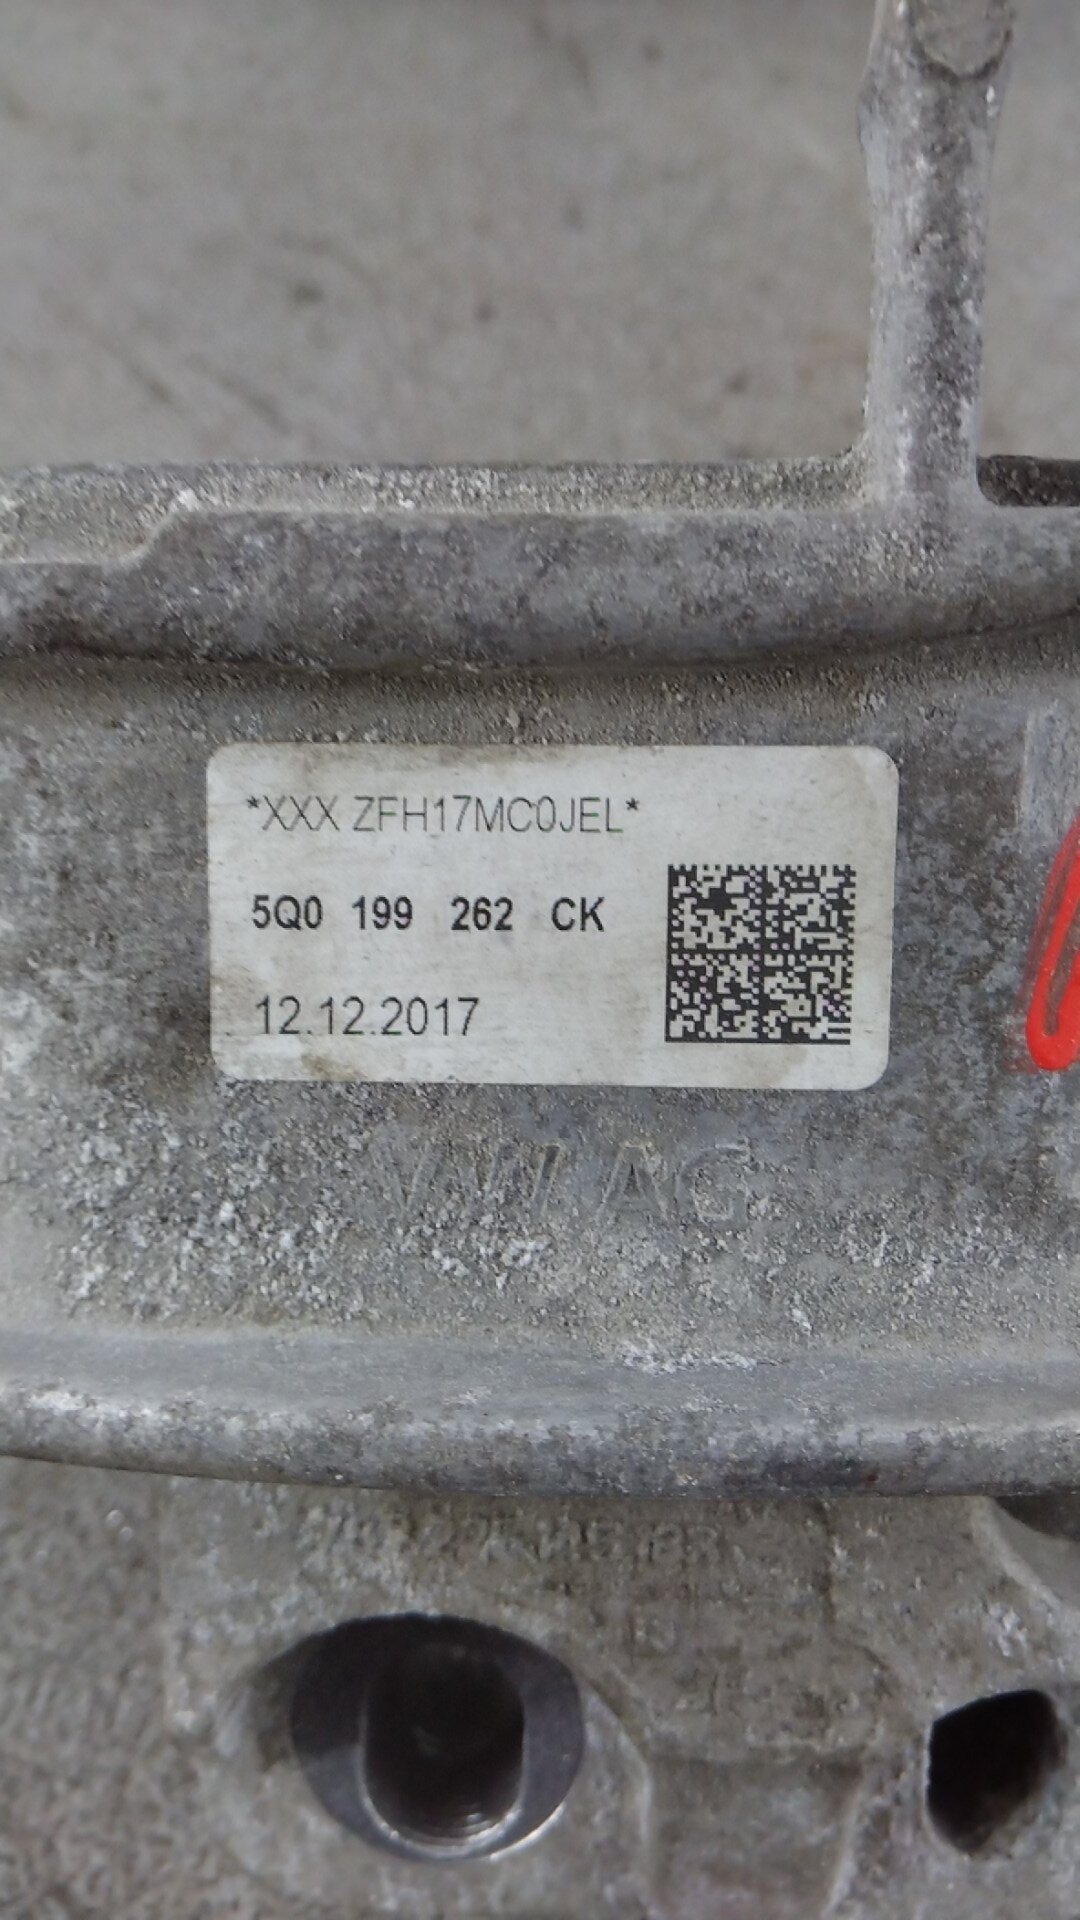 *XXX ZFH17MC0JEL*
5Q0 199 262 CK
12.12.2017
VW AG